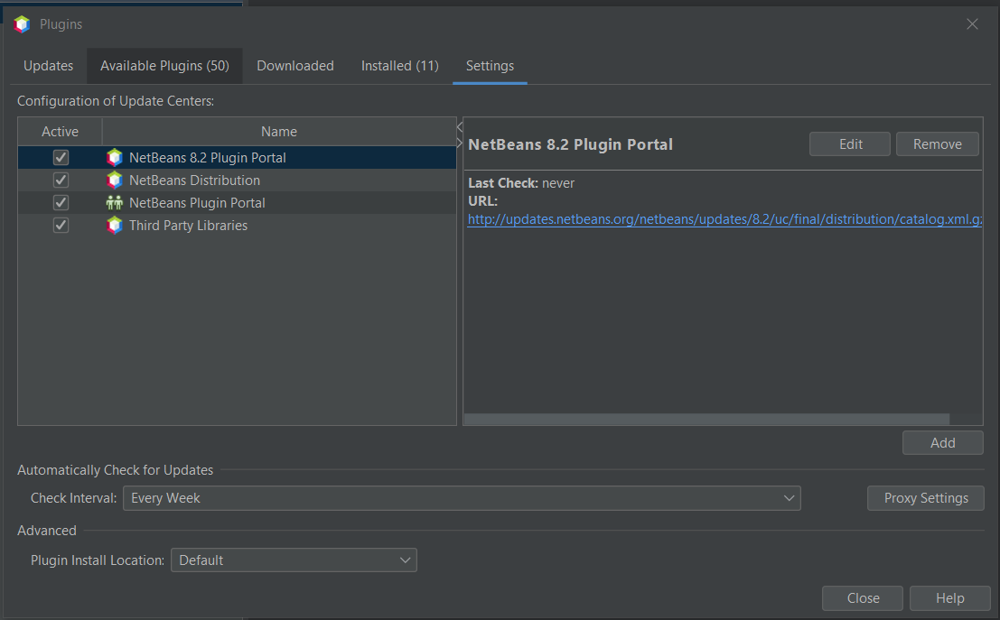 Plugins
Updates Available Plugins (50) Downloaded Installed (11) Settings
Configuration of Update Centers:
Active Name
NetBeans 8.2 Plugin Portal
NetBeans Distribution
NetBeans Plugin Portal
Third Party Libraries
NetBeans 8.2 Plugin Portal Edit Remove
Last Check: never
URL:
http://updates.netbeans.org/netbeans/updates/8.2/uc/final/distribution/catalog.xml.gz
Add
Automatically Check for Updates
Check Interval: Every Week Proxy Settings
Advanced
Plugin Install Location: Default
Close Help